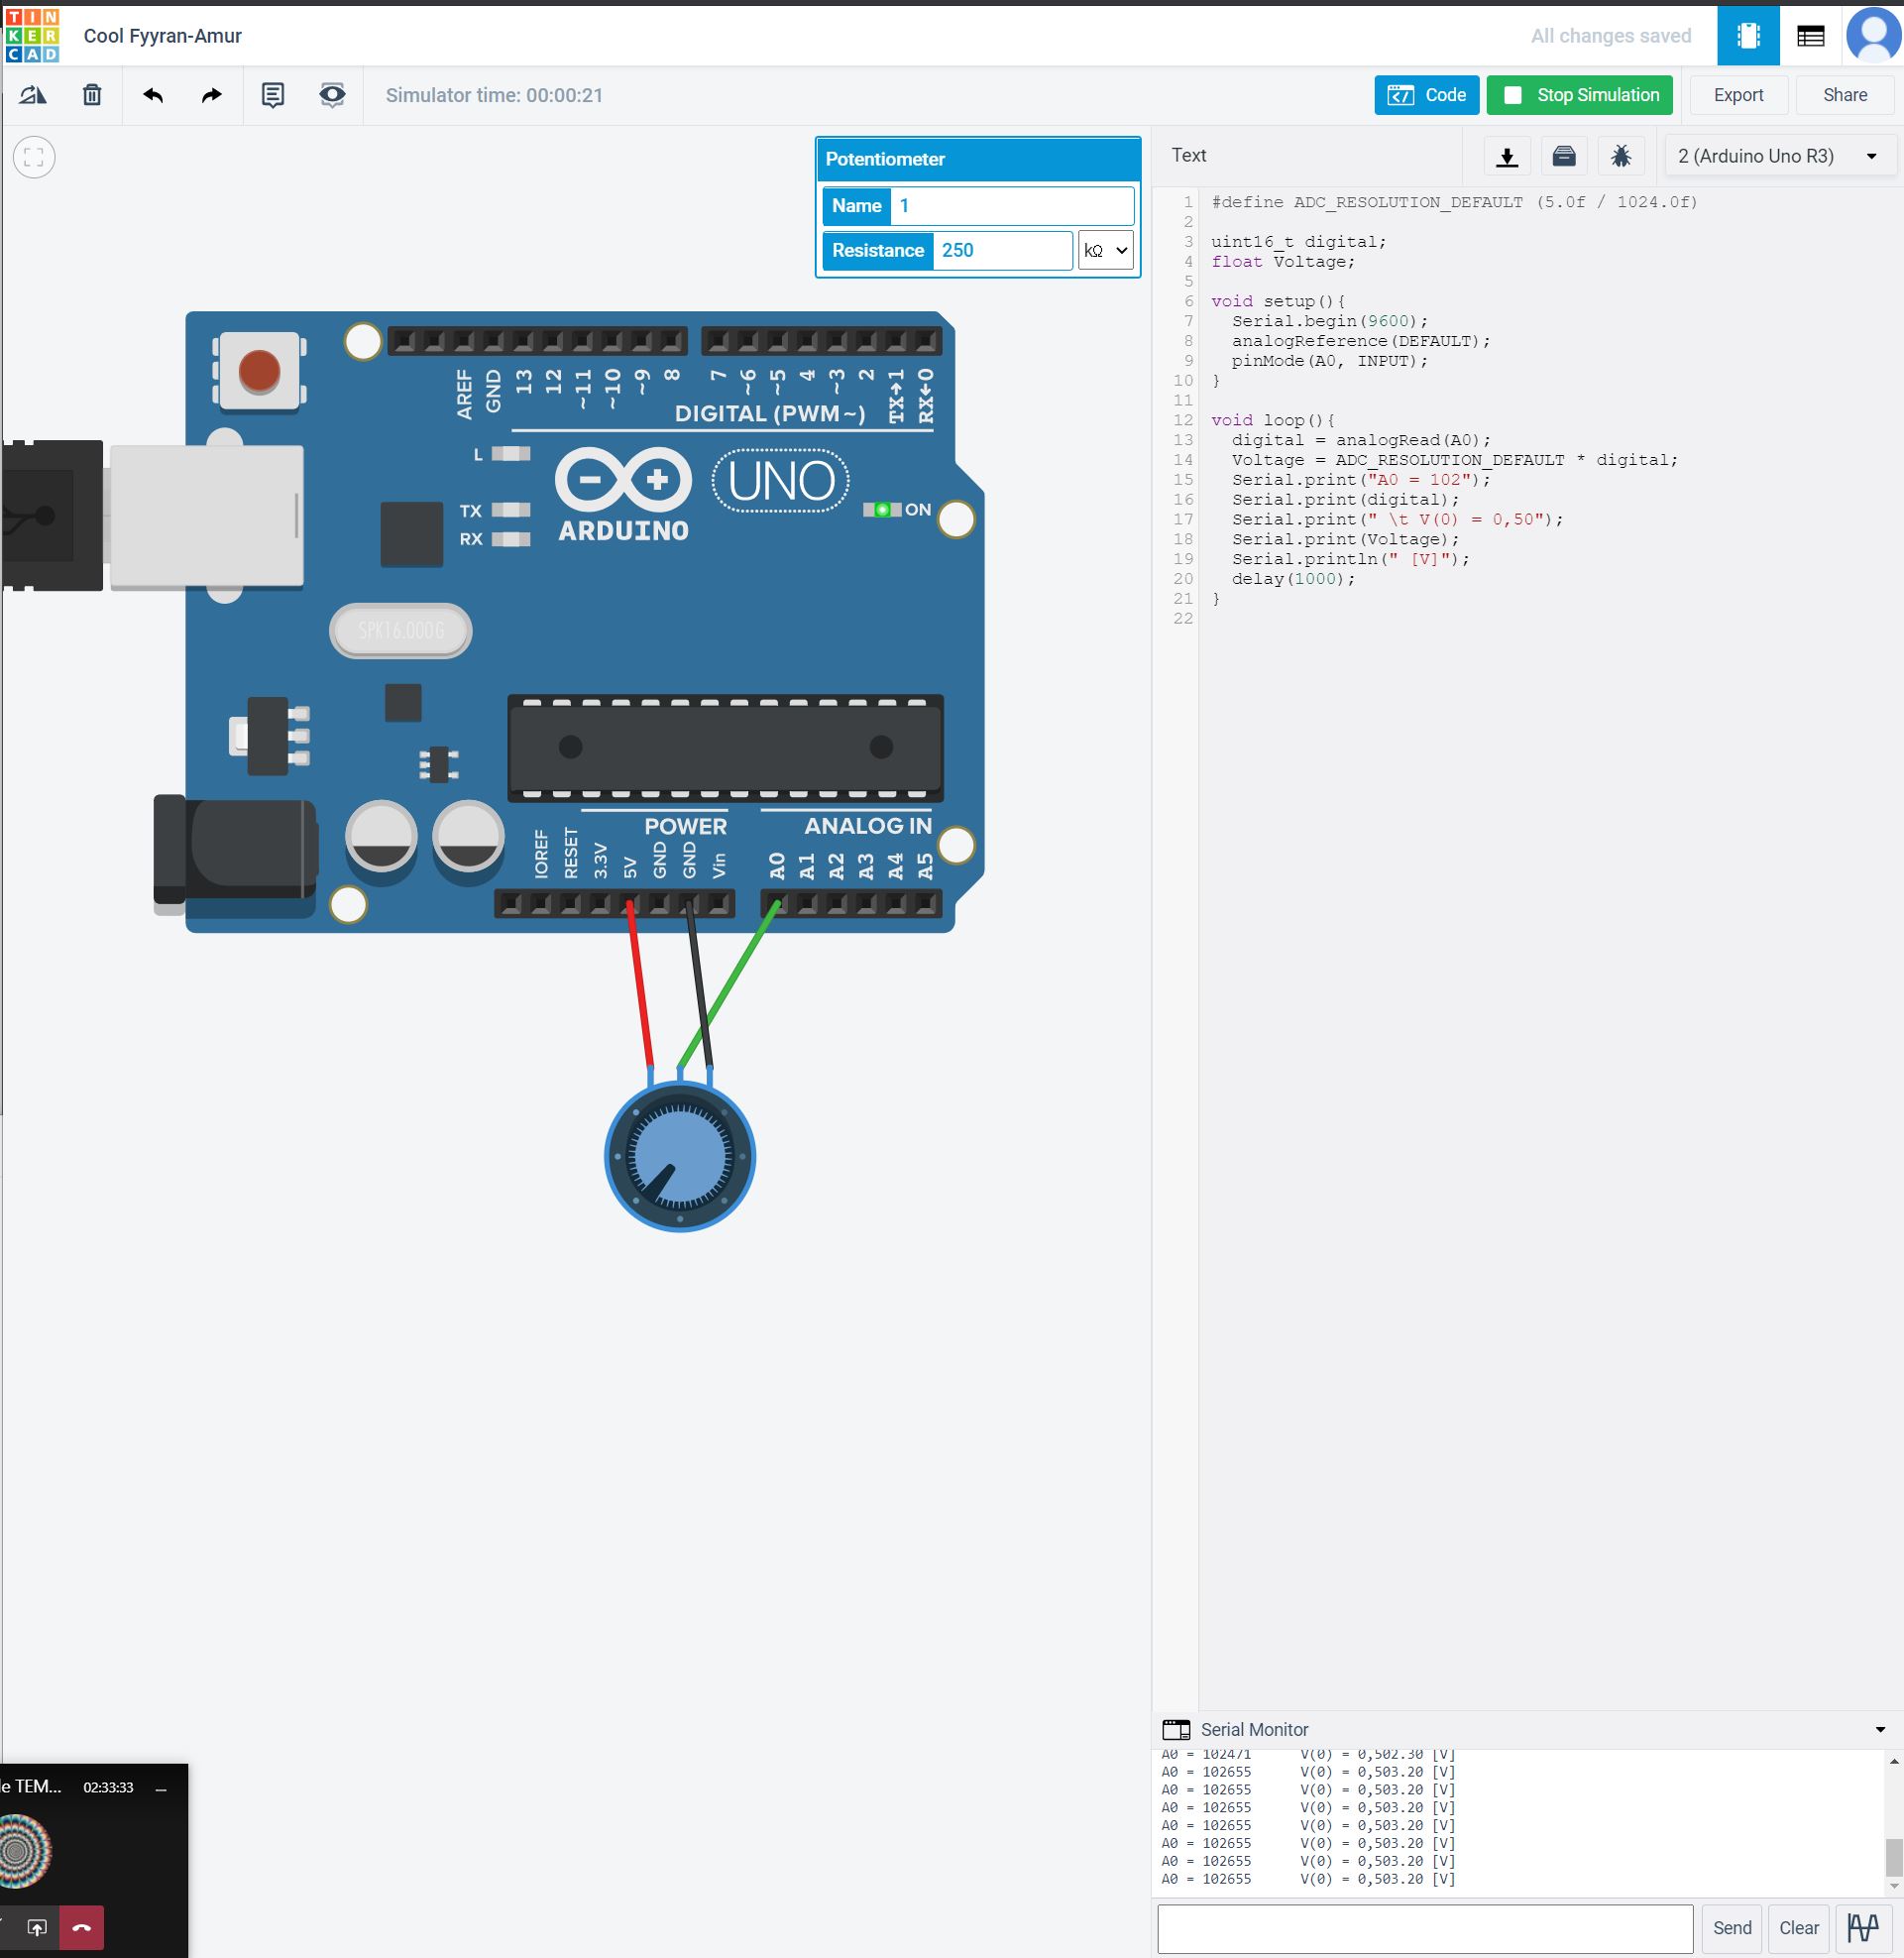 TINKERCAD
Cool Fyyran-Amur
All changes saved
Simulator time: 00:00:21
Code
Stop Simulation
Export
Share
Potentiometer
Name 1
Resistance 250 kΩ
Text
2 (Arduino Uno R3)
1 #define ADC_RESOLUTION_DEFAULT (5.0f / 1024.0f)
2
3 uint16_t digital;
4 float Voltage;
5
6 void setup(){
7 Serial.begin(9600);
8 analogReference(DEFAULT);
9 pinMode(A0, INPUT);
10 }
11
12 void loop(){
13 digital = analogRead(A0);
14 Voltage = ADC_RESOLUTION_DEFAULT * digital;
15 Serial.print("A0 = 102");
16 Serial.print(digital);
17 Serial.print(" \t V(0) = 0,50");
18 Serial.print(Voltage);
19 Serial.println(" [V]");
20 delay(1000);
21 }
22
AREF GND 13 12 ~11 ~10 ~9 8 7 ~6 ~5 4 ~3 2 TX→1 RX←0
DIGITAL (PWM~)
L
TX
RX
ARDUINO
UNO
ON
SPK16.000G
POWER
ANALOG IN
IOREF RESET 3.3V 5V GND GND Vin A0 A1 A2 A3 A4 A5
Serial Monitor
A0 = 102471 V(0) = 0,502.30 [V]
A0 = 102655 V(0) = 0,503.20 [V]
A0 = 102655 V(0) = 0,503.20 [V]
A0 = 102655 V(0) = 0,503.20 [V]
A0 = 102655 V(0) = 0,503.20 [V]
A0 = 102655 V(0) = 0,503.20 [V]
A0 = 102655 V(0) = 0,503.20 [V]
A0 = 102655 V(0) = 0,503.20 [V]
Send
Clear
le TEM... 02:33:33